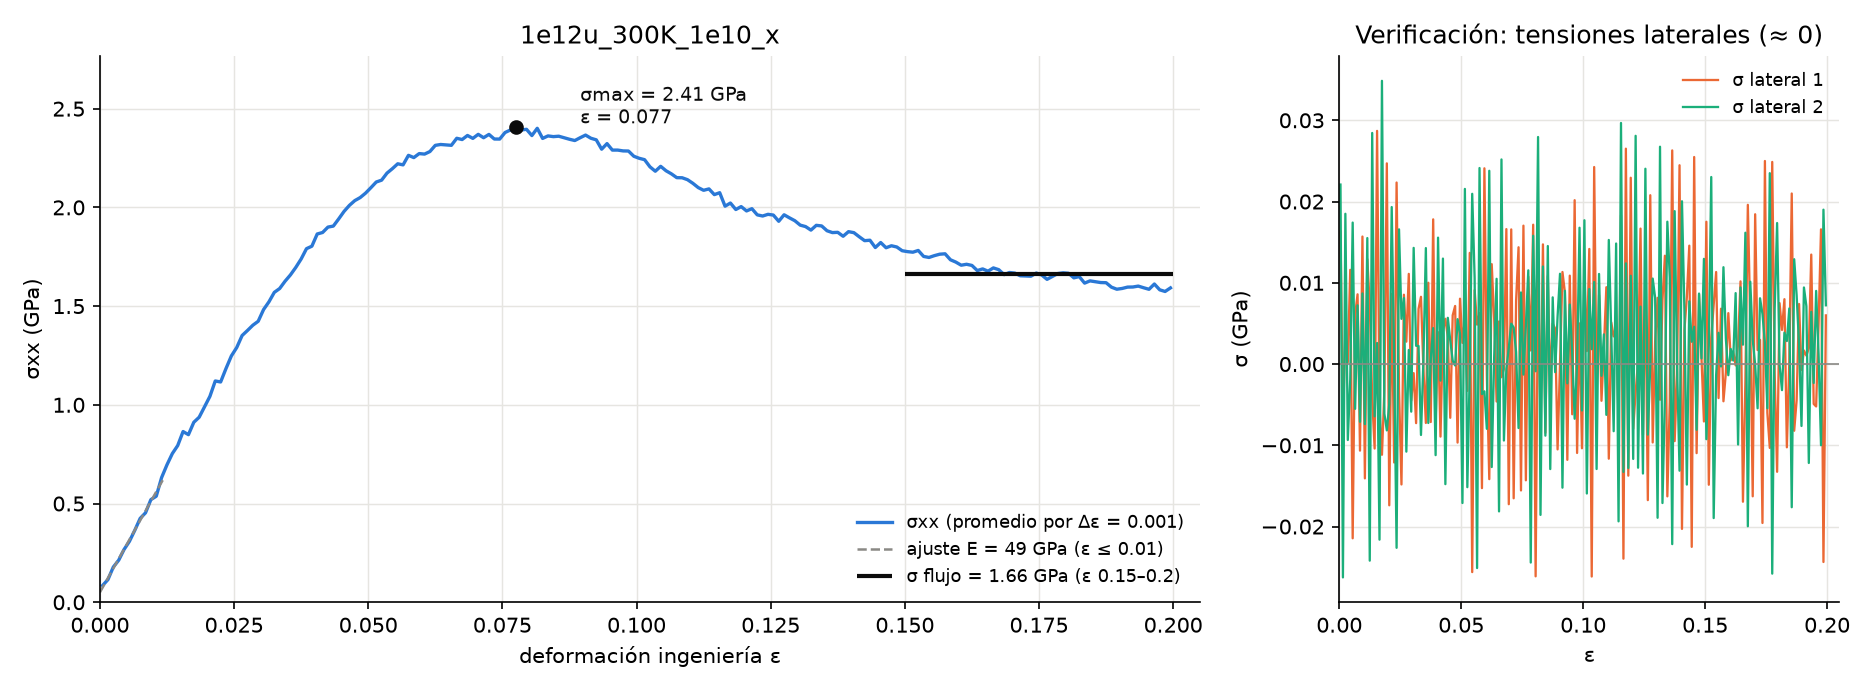 1e12u_300K_1e10_x
σmax = 2.41 GPa
ε = 0.077
σxx (GPa)
2.5
2.0
1.5
1.0
0.5
0.0
0.000 0.025 0.050 0.075 0.100 0.125 0.150 0.175 0.200
deformación ingeniería ε
σxx (promedio por Δε = 0.001)
ajuste E = 49 GPa (ε ≤ 0.01)
σ flujo = 1.66 GPa (ε 0.15–0.2)
Verificación: tensiones laterales (≈ 0)
σ lateral 1
σ lateral 2
σ (GPa)
0.03
0.02
0.01
0.00
−0.01
−0.02
0.00 0.05 0.10 0.15 0.20
ε